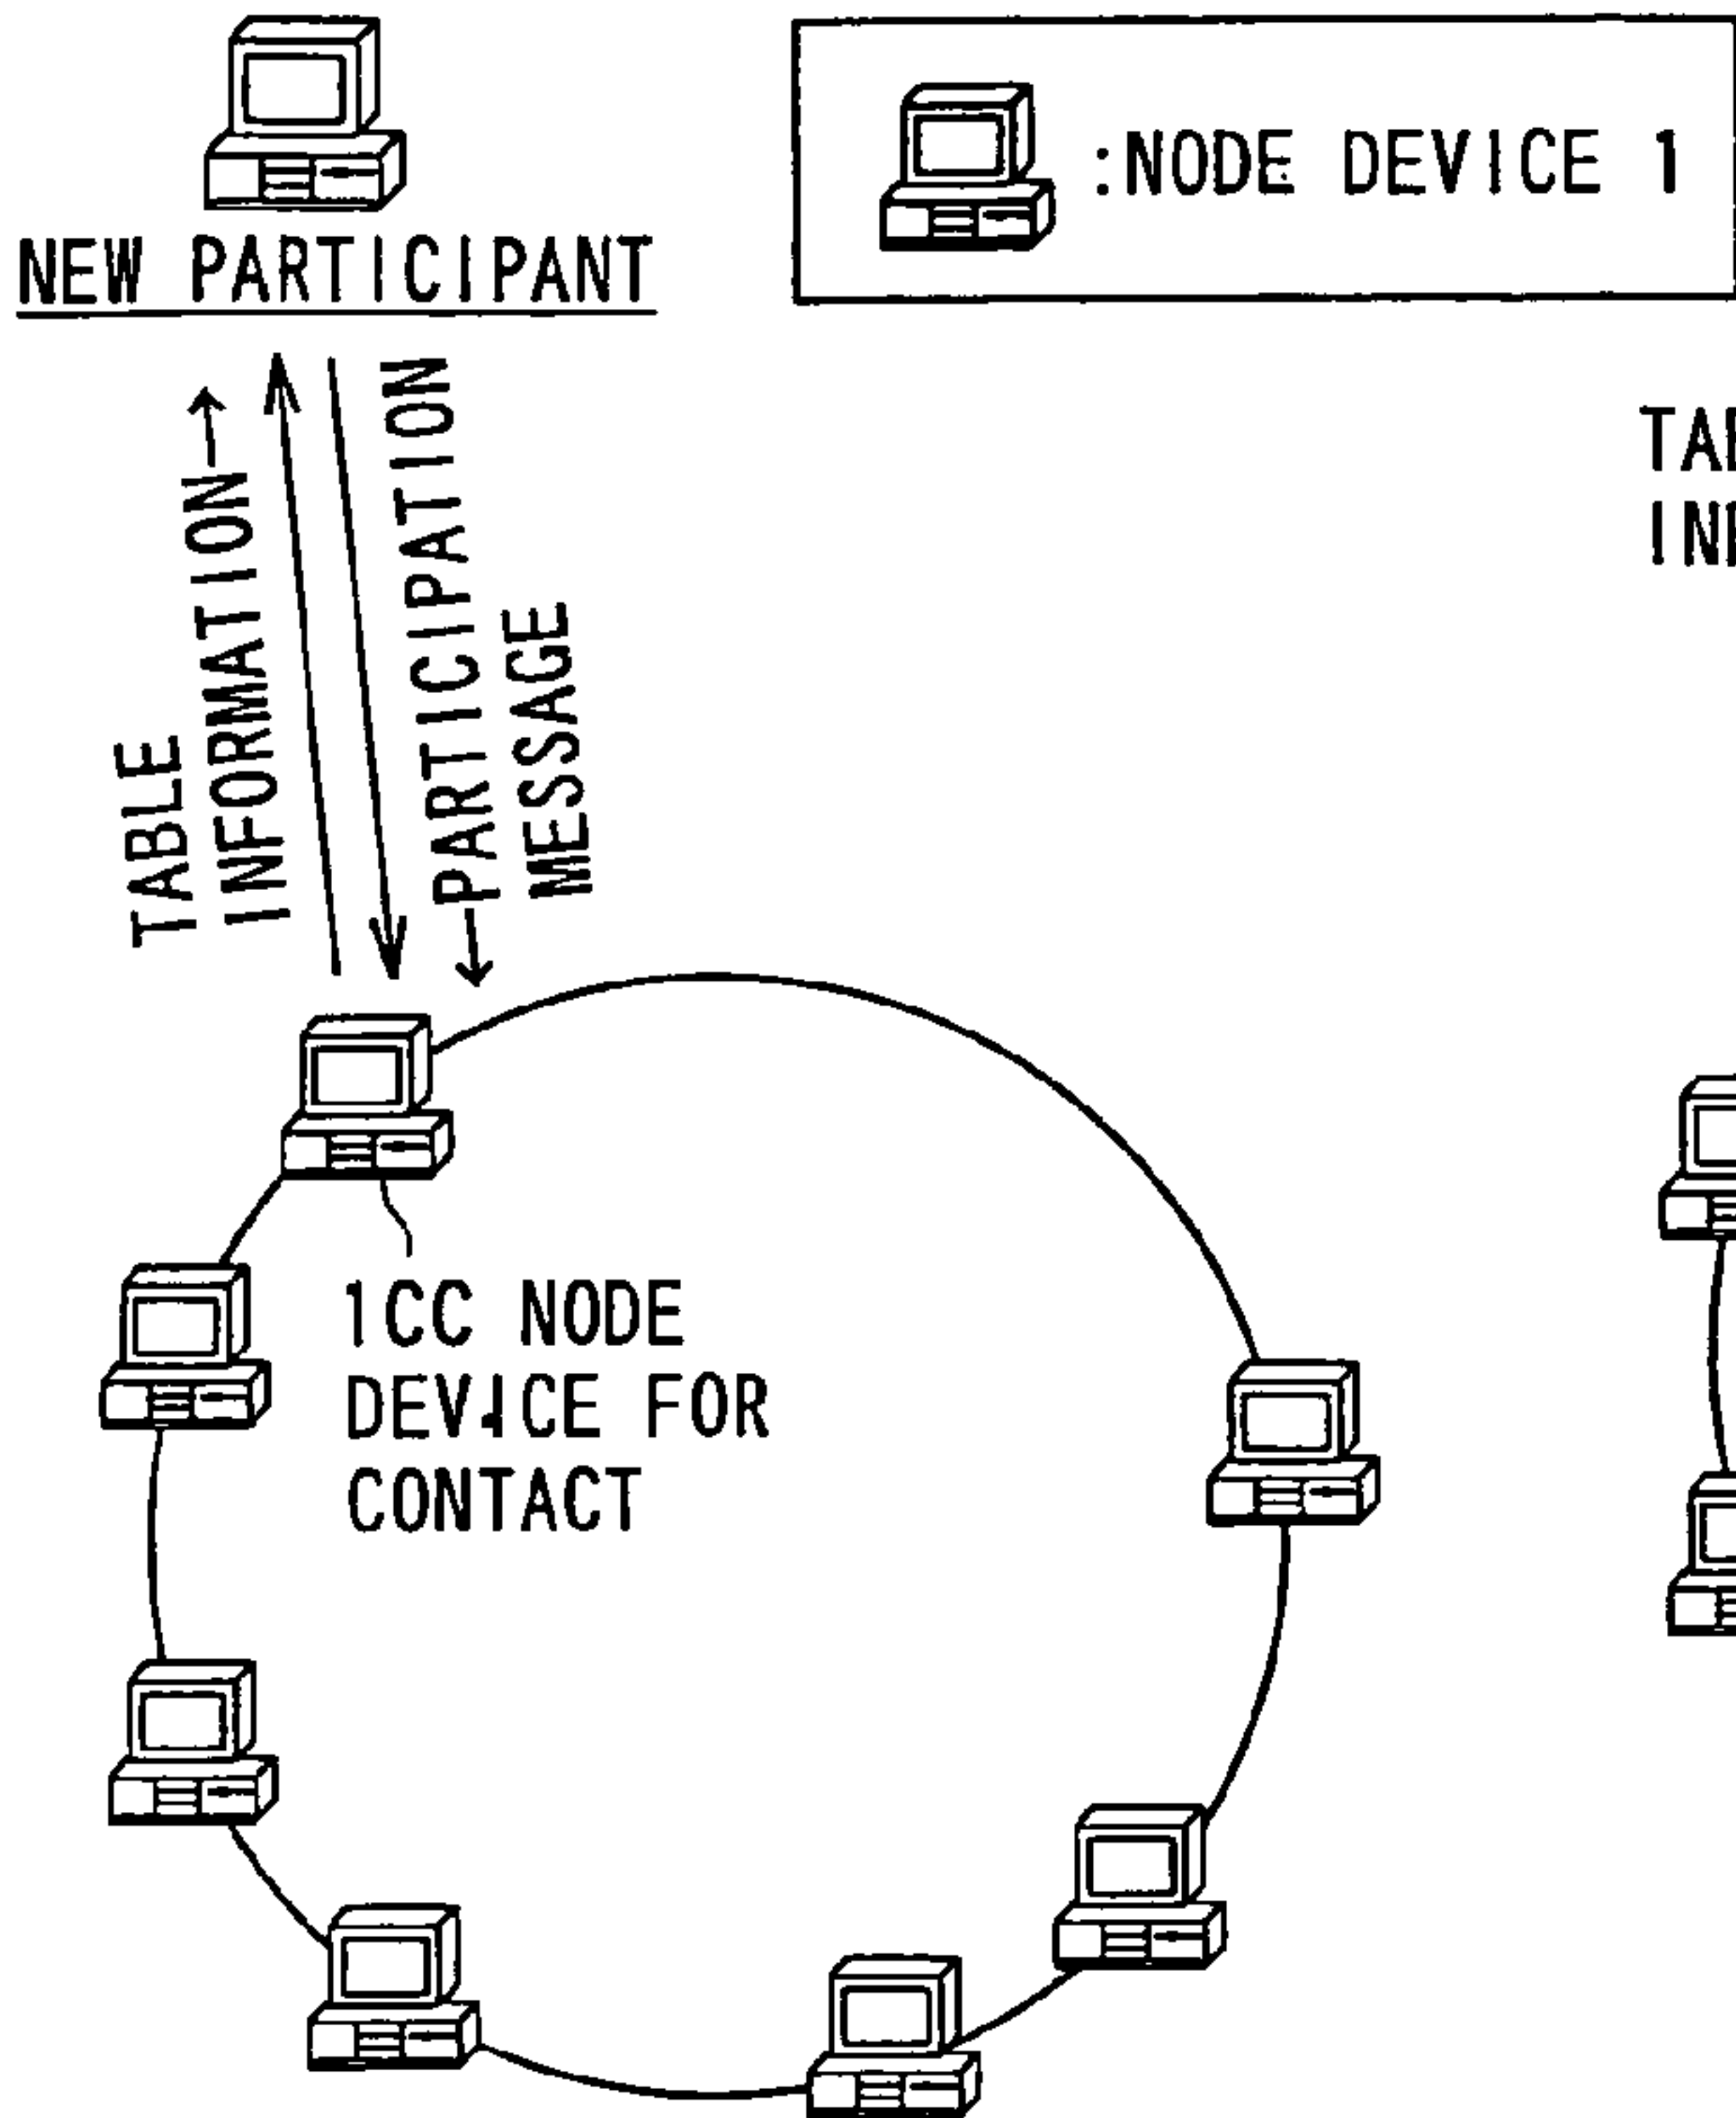 NEW PARTICIPANT
:NODE DEVICE 1
TABLE
INFORMATION
PARTICIPATION
MESSAGE
1CC NODE
DEVICE FOR
CONTACT